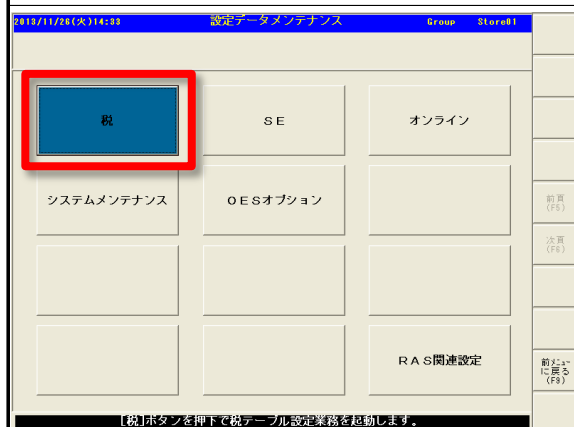 2013/11/26(火)14:33 設定データメンテナンス Group Store01
税 SE オンライン
システムメンテナンス OESオプション
前頁
(F5)
次頁
(F6)
RAS関連設定
前メニュー
に戻る
(F9)
[税]ボタンを押下で税テーブル設定業務を起動します。